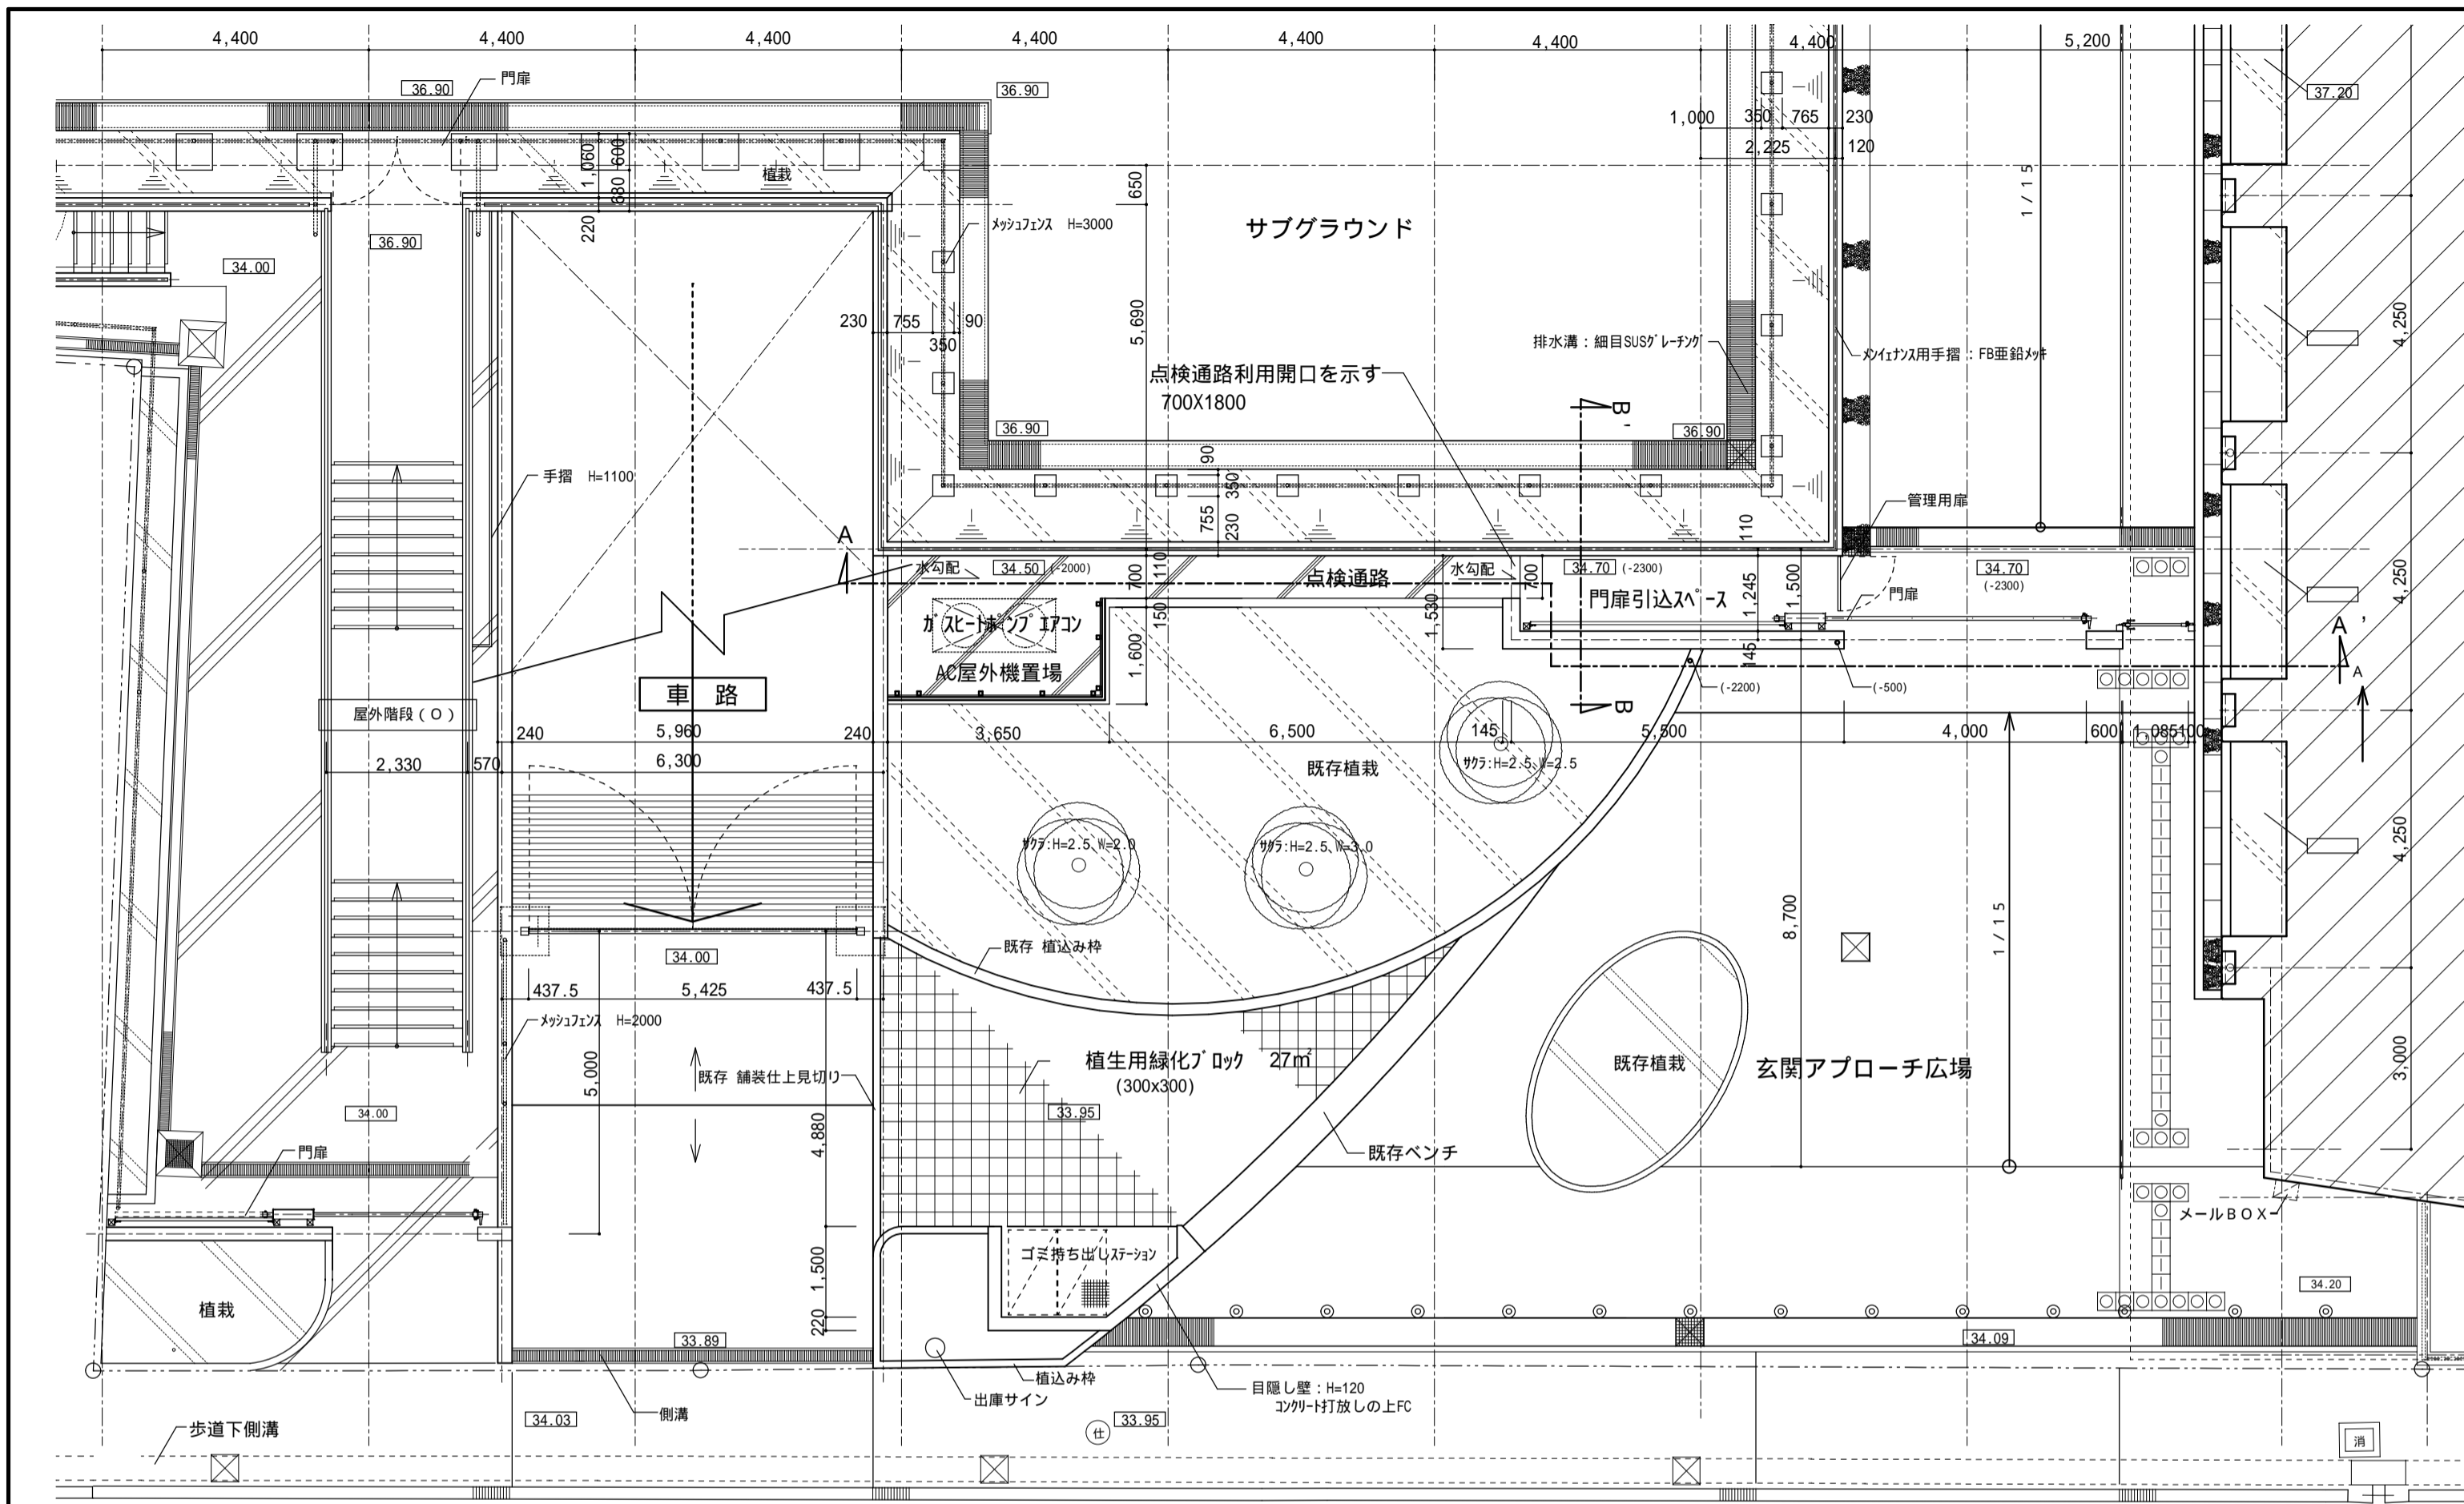 4,400
4,400
4,400
4,400
4,400
4,400
4,400
5,200
36.90
門扉
36.90
37.20
1,000
350
765
230
2,225
120
1,060
600
680
植栽
220
650
1/15
メッシュフェンス H=3000
サブグラウンド
36.90
34.00
230
755
90
350
5,690
排水溝：細目SUSグレーチング
メンイェナンス用手摺：FB亜鉛メッキ
4,250
点検通路利用開口を示す
700X1800
B'
36.90
36.90
手摺 H=1100
90
350
755
230
110
管理用扉
A
水勾配
34.50
(-2000)
700
110
点検通路
水勾配
700
34.70
(-2300)
34.70
(-2300)
4,250
ガスヒートポンプエアコン
150
1,530
門扉引込スペース
1,245
1,500
門扉
AC屋外機置場
1,600
145
A'
A
車路
(-2200)
(-500)
屋外階段（O）
B
240
5,960
240
3,650
6,500
145
5,500
4,000
600
1,085
100
2,330
570
6,300
既存植栽
サクラ:H=2.5、W=2.5
サクラ:H=2.5、W=2.0
サクラ:H=2.5、W=3.0
4,250
8,700
1/15
34.00
既存 植込み枠
437.5
5,425
437.5
メッシュフェンス H=2000
5,000
既存 舗装仕上見切り
植生用緑化ブロック 27㎡
(300x300)
既存植栽
玄関アプローチ広場
3,000
34.00
33.95
4,880
門扉
既存ベンチ
メールBOX
ゴミ持ち出しステーション
1,500
34.20
植栽
220
33.89
34.09
植込み枠
出庫サイン
目隠し壁：H=120
コンクリート打放しの上FC
側溝
34.03
33.95
仕
歩道下側溝
消